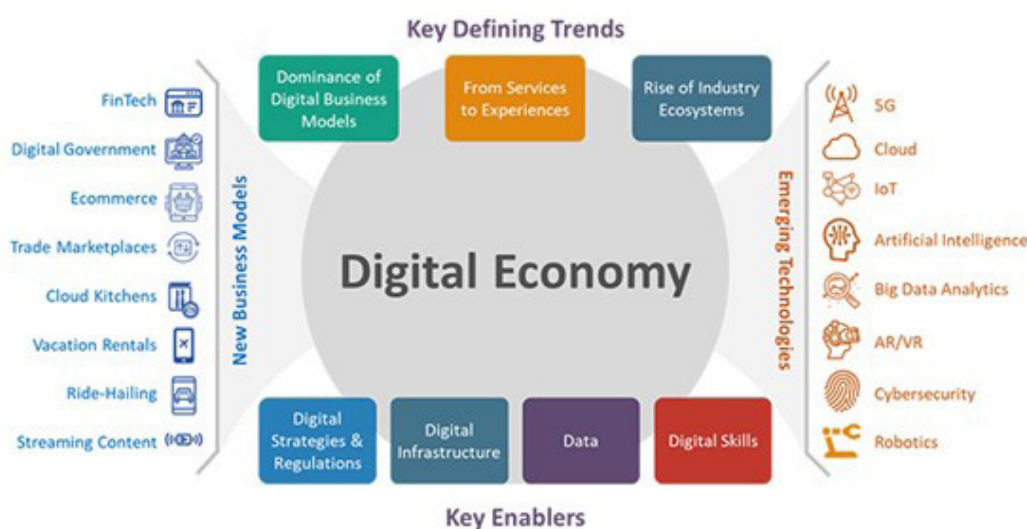 Key Defining Trends
Dominance of
Digital Business
Models
From Services
to Experiences
Rise of Industry
Ecosystems
FinTech
Digital Government
Ecommerce
Trade Marketplaces
Cloud Kitchens
Vacation Rentals
Ride-Hailing
Streaming Content
New Business Models
Digital Economy
Emerging Technologies
5G
Cloud
IoT
Artificial Intelligence
Big Data Analytics
AR/VR
Cybersecurity
Robotics
Digital
Strategies &
Regulations
Digital
Infrastructure
Data
Digital Skills
Key Enablers